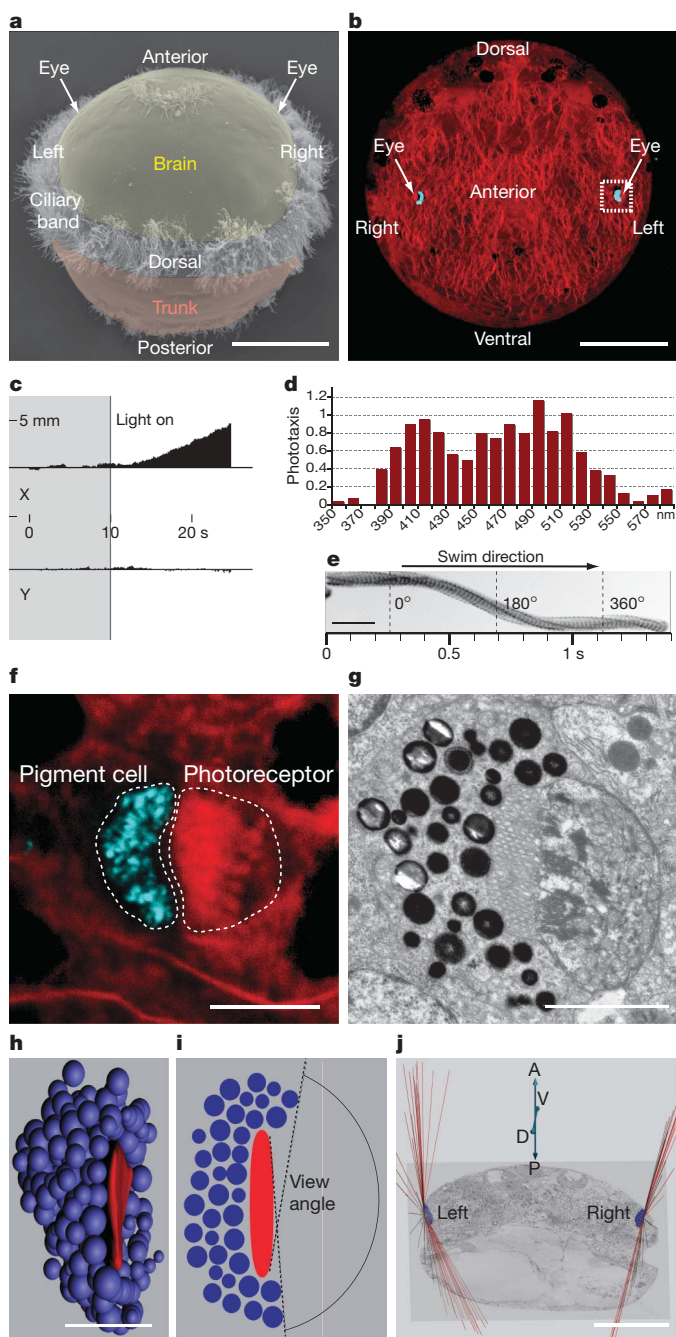 a
Anterior
Eye
Eye
Left
Brain
Right
Ciliary
band
Dorsal
Trunk
Posterior
b
Dorsal
Eye
Eye
Anterior
Right
Left
Ventral
c
5 mm
Light on
X
0
10
20 s
Y
d
Phototaxis
1.2
1
0.8
0.6
0.4
0.2
0
350
370
390
410
430
450
470
490
510
530
550
570
nm
e
Swim direction
0°
180°
360°
0
0.5
1 s
f
Pigment cell
Photoreceptor
g
h
i
View
angle
j
A
V
D
P
Left
Right